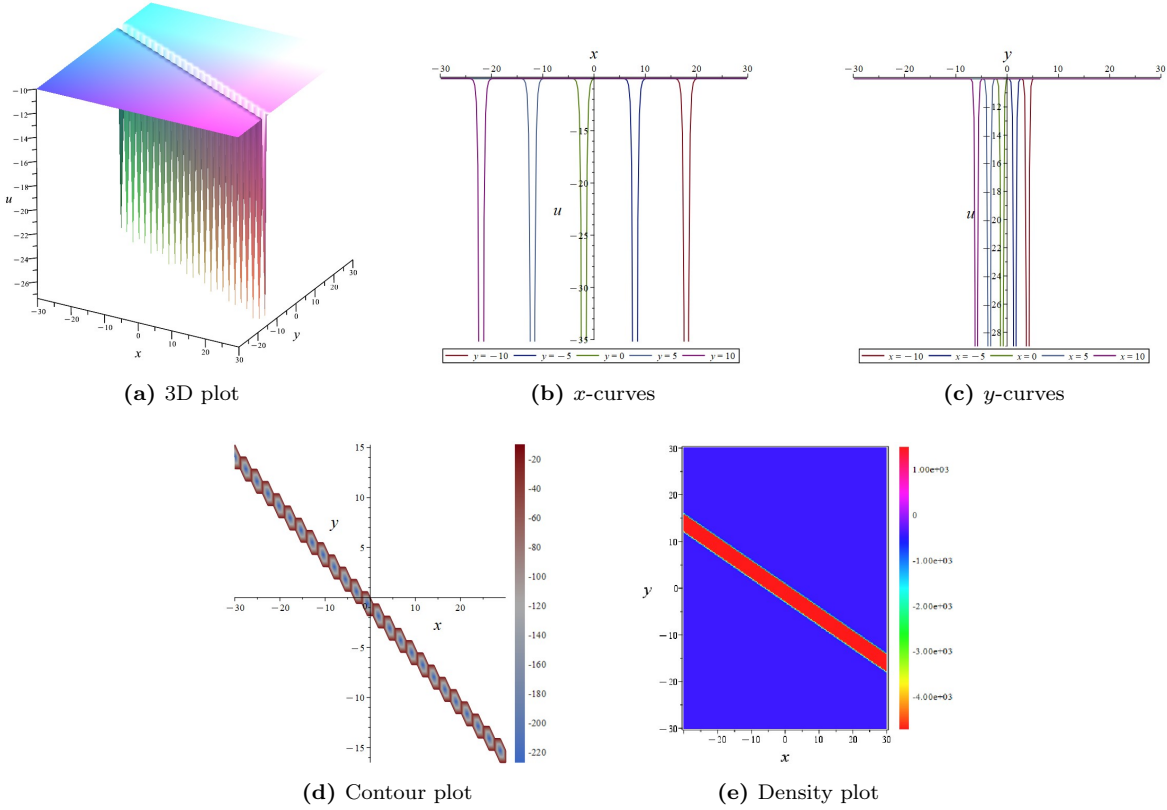 -10
-12
-14
-16
-18
-20
-22
-24
-26
u
-30
-20
-10
0
10
20
30
x
-20
-10
0
10
20
30
y
(a) 3D plot
x
-30 -20 -10 0 10 20 30
-15
-20
u
-25
-30
-35
y = -10 y = -5 y = 0 y = 5 y = 10
(b) x-curves
y
-30 -20 -10 0 10 20 30
-12
-14
-16
-18
-20
u
-22
-24
-26
-28
x = -10 x = -5 x = 0 x = 5 x = 10
(c) y-curves
15
10
y
5
-30 -20 -10 0 20
x
-5
-10
-15
-20
-40
-60
-80
-100
-120
-140
-160
-180
-200
-220
(d) Contour plot
30
20
10
y
0
-10
-20
-30
-20 -10 0 10 20 30
x
1.00e+03
0
-1.00e+03
-2.00e+03
-3.00e+03
-4.00e+03
(e) Density plot